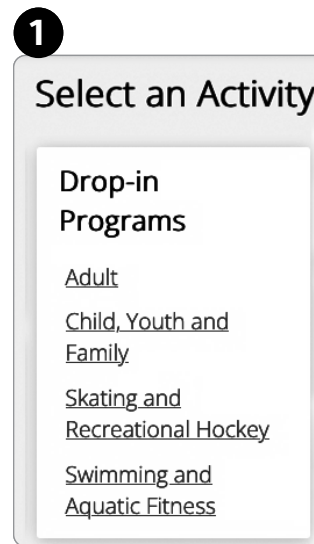 1
Select an Activity
Drop-in
Programs
Adult
Child, Youth and
Family
Skating and
Recreational Hockey
Swimming and
Aquatic Fitness